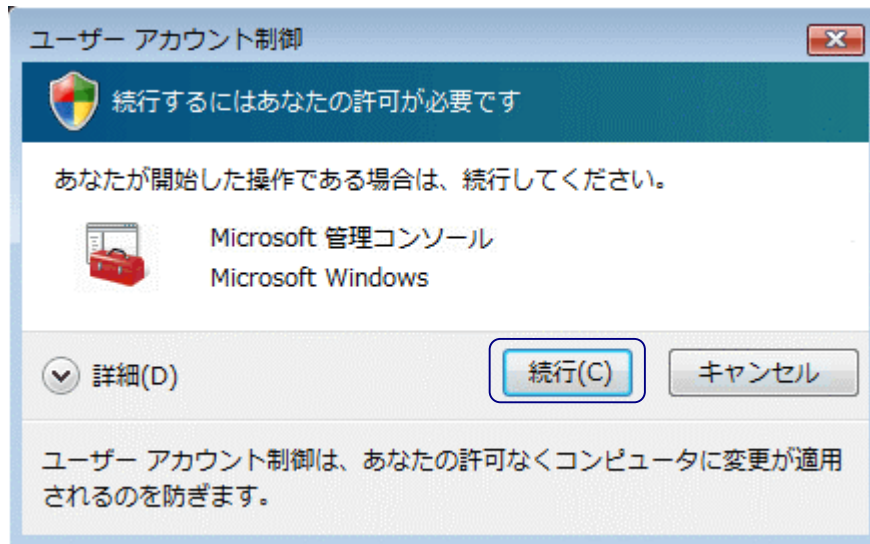 ユーザー アカウント制御
続行するにはあなたの許可が必要です
あなたが開始した操作である場合は、続行してください。
Microsoft 管理コンソール
Microsoft Windows
詳細(D)
続行(C)
キャンセル
ユーザー アカウント制御は、あなたの許可なくコンピュータに変更が適用
されるのを防ぎます。